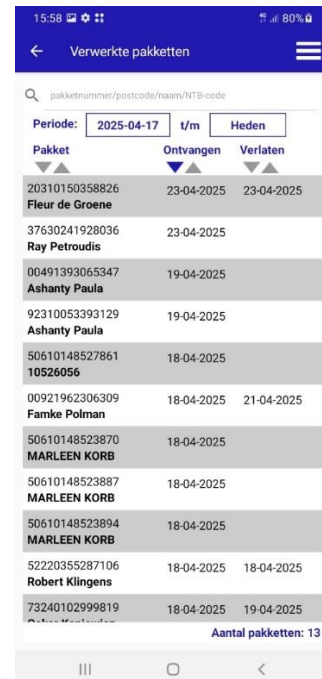 15:58 80%
Verwerkte pakketten
pakketnummer/postcode/naam/NTB-code
Periode: 2025-04-17 t/m Heden
Pakket Ontvangen Verlaten
20310150358826 23-04-2025 23-04-2025
Fleur de Groene
37630241928036 23-04-2025
Ray Petroudis
00491393065347 19-04-2025
Ashanty Paula
92310053393129 19-04-2025
Ashanty Paula
50610148527861 18-04-2025
10526056
00921962306309 18-04-2025 21-04-2025
Famke Polman
50610148523870 18-04-2025
MARLEEN KORB
50610148523887 18-04-2025
MARLEEN KORB
50610148523894 18-04-2025
MARLEEN KORB
52220355287106 18-04-2025 18-04-2025
Robert Klingens
73240102999819 18-04-2025 19-04-2025
Aantal pakketten: 13